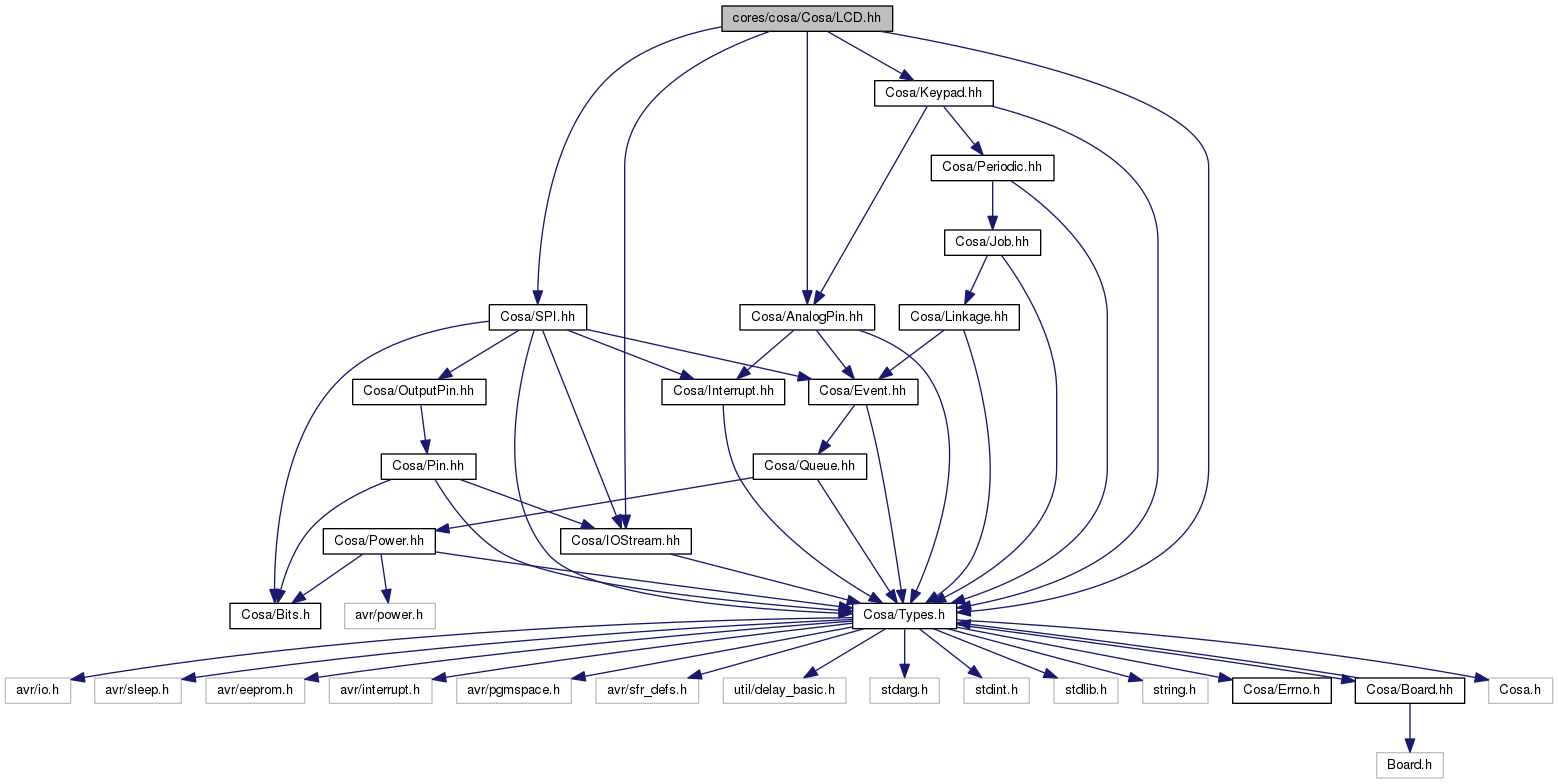 cores/cosa/Cosa/LCD.hh
Cosa/Keypad.hh
Cosa/Periodic.hh
Cosa/Job.hh
Cosa/SPI.hh
Cosa/AnalogPin.hh
Cosa/Linkage.hh
Cosa/OutputPin.hh
Cosa/Interrupt.hh
Cosa/Event.hh
Cosa/Pin.hh
Cosa/Queue.hh
Cosa/Power.hh
Cosa/IOStream.hh
Cosa/Bits.h
avr/power.h
Cosa/Types.h
avr/io.h
avr/sleep.h
avr/eeprom.h
avr/interrupt.h
avr/pgmspace.h
avr/sfr_defs.h
util/delay_basic.h
stdarg.h
stdint.h
stdlib.h
string.h
Cosa/Errno.h
Cosa/Board.hh
Cosa.h
Board.h